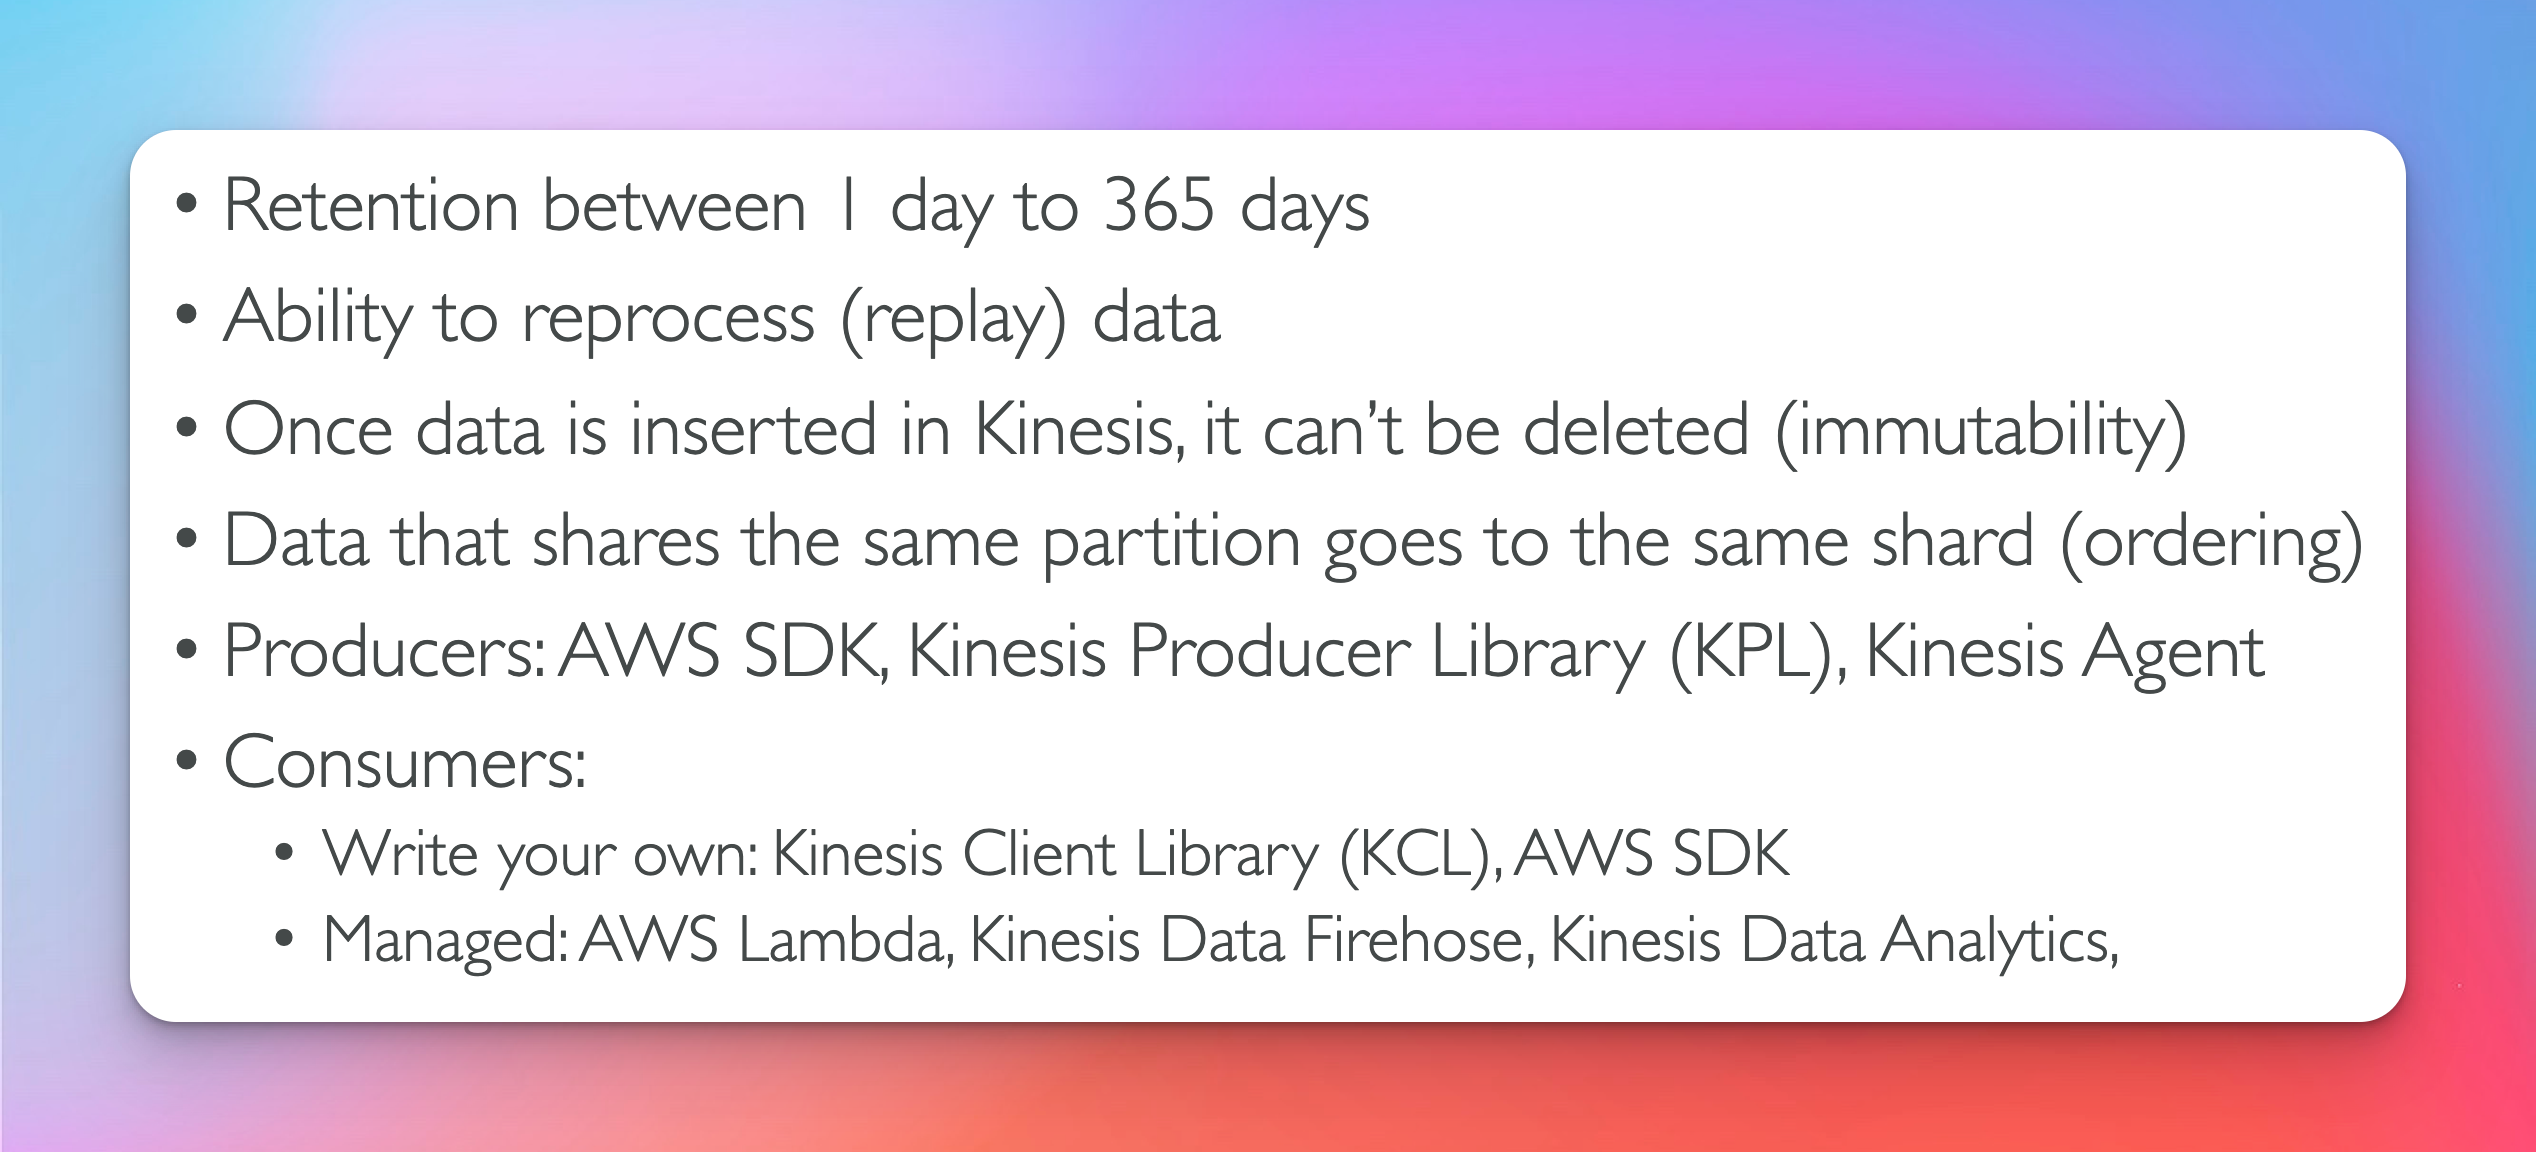 • Retention between 1 day to 365 days
• Ability to reprocess (replay) data
• Once data is inserted in Kinesis, it can’t be deleted (immutability)
• Data that shares the same partition goes to the same shard (ordering)
• Producers: AWS SDK, Kinesis Producer Library (KPL), Kinesis Agent
• Consumers:
• Write your own: Kinesis Client Library (KCL), AWS SDK
• Managed: AWS Lambda, Kinesis Data Firehose, Kinesis Data Analytics,